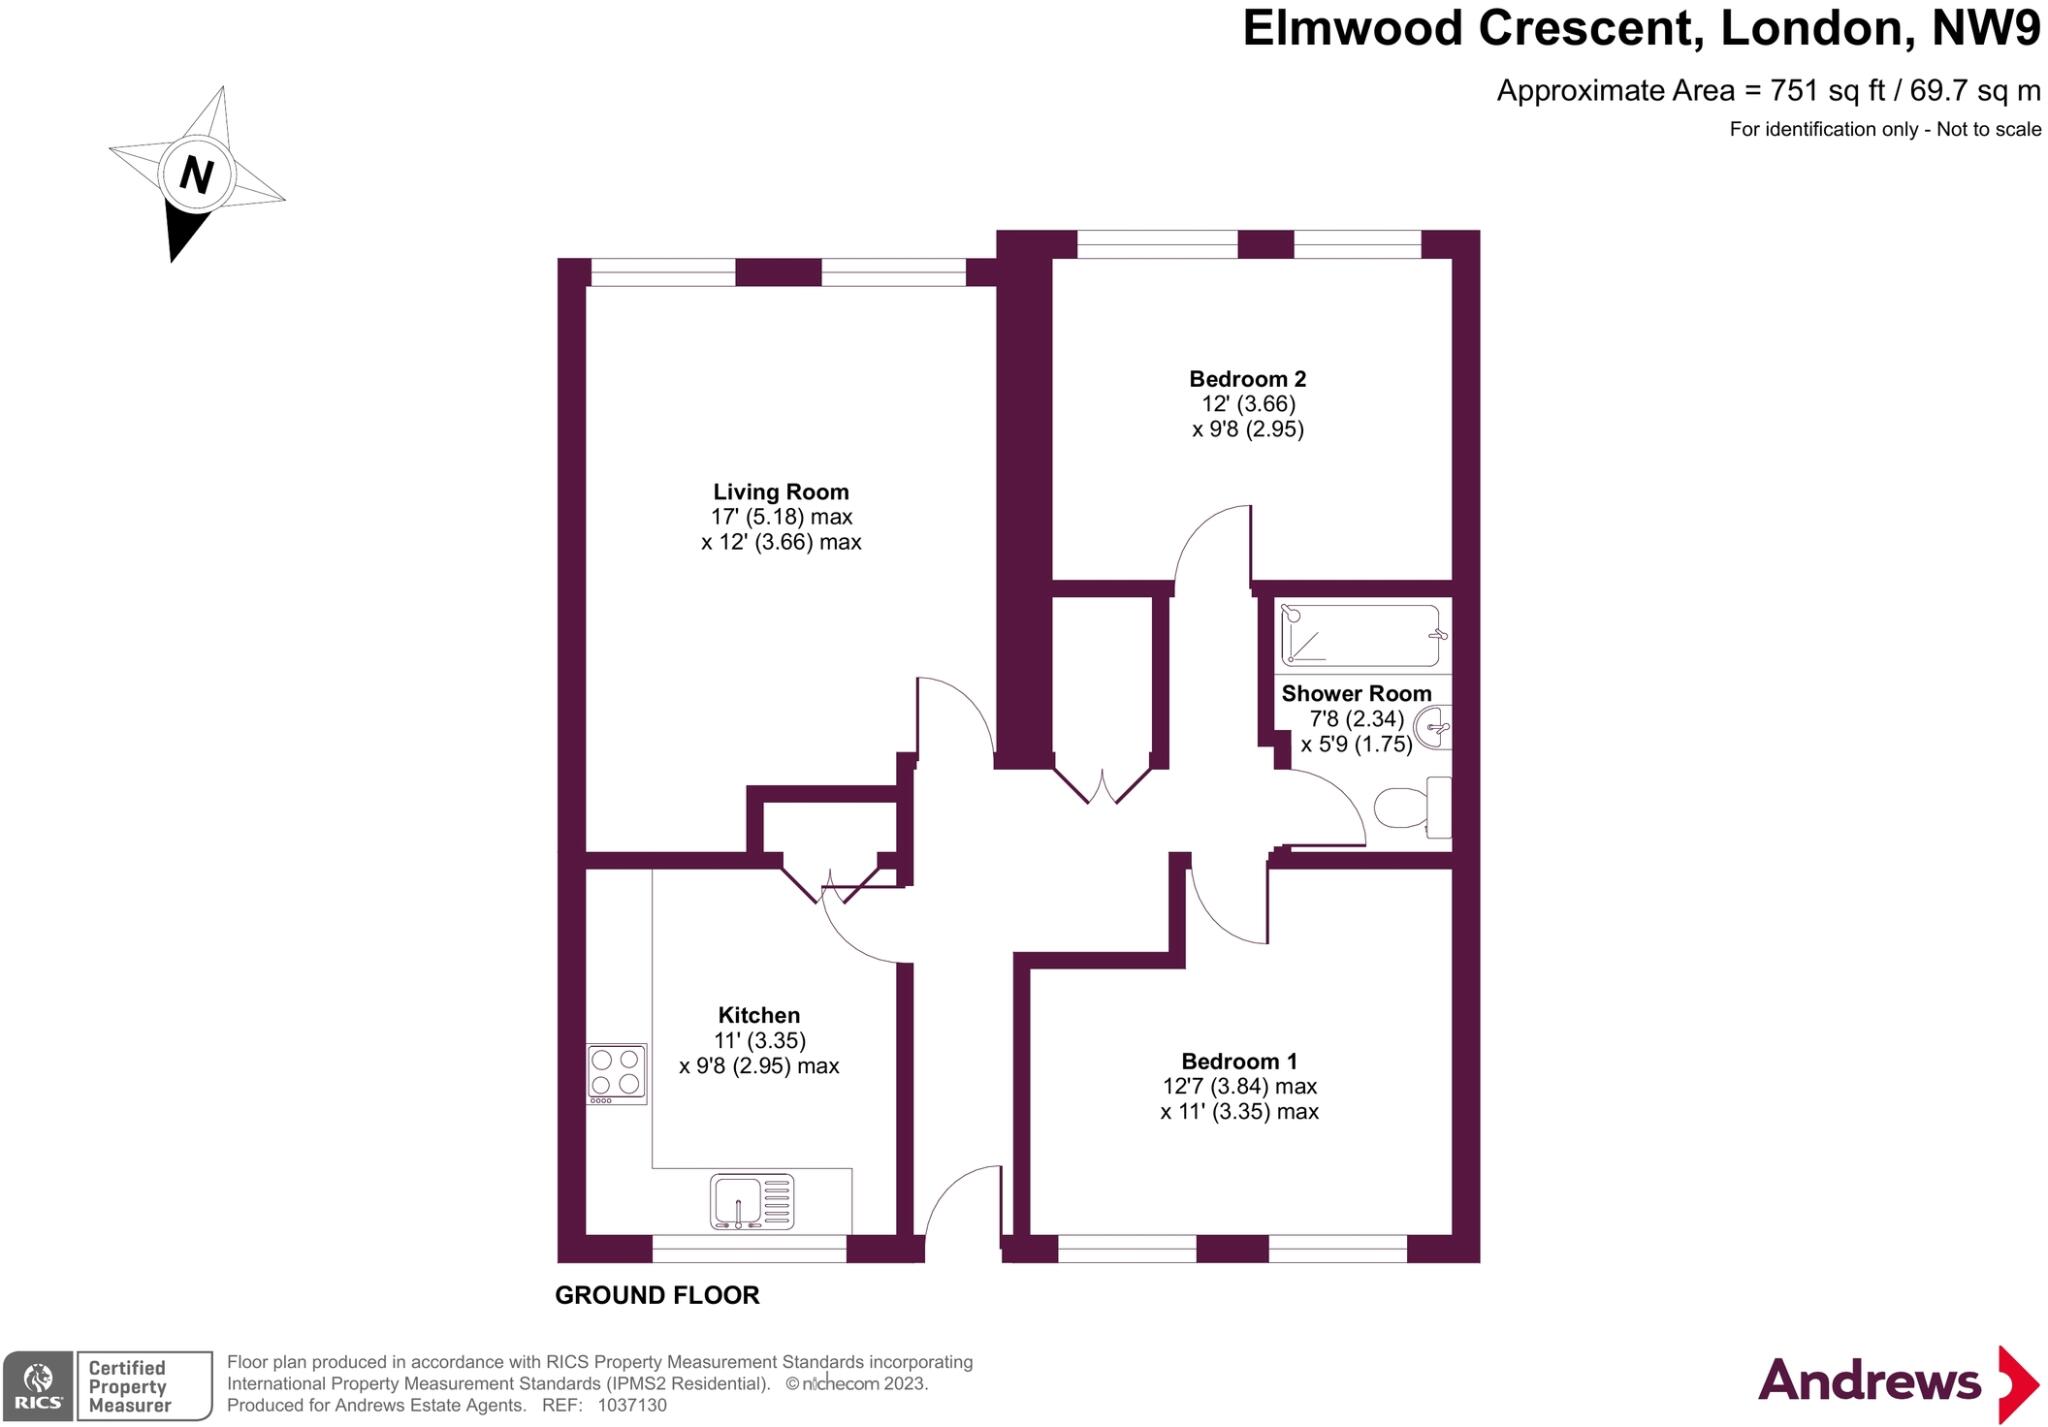 Elmwood Crescent, London, NW9
Approximate Area = 751 sq ft / 69.7 sq m
For identification only - Not to scale
N
Bedroom 2
12' (3.66)
x 9'8 (2.95)
Living Room
17' (5.18) max
x 12' (3.66) max
Shower Room
7'8 (2.34)
x 5'9 (1.75)
Kitchen
11' (3.35)
x 9'8 (2.95) max
Bedroom 1
12'7 (3.84) max
x 11' (3.35) max
GROUND FLOOR
RICS
Certified
Property
Measurer
Floor plan produced in accordance with RICS Property Measurement Standards incorporating
International Property Measurement Standards (IPMS2 Residential). © nichecom 2023.
Produced for Andrews Estate Agents. REF: 1037130
Andrews